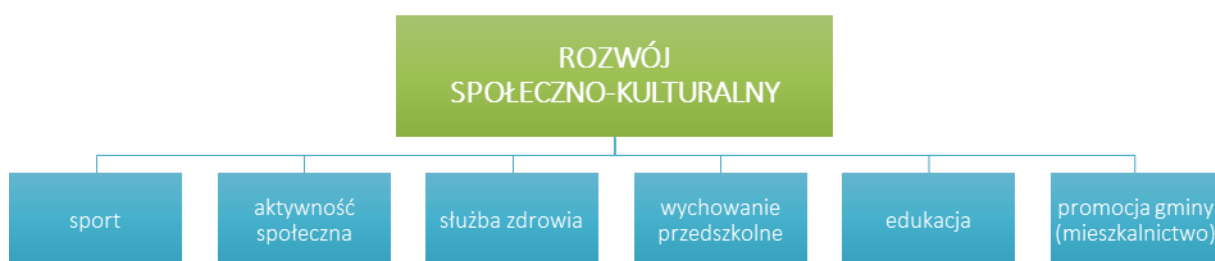 ROZWÓJ
SPOŁECZNO-KULTURALNY
sport
aktywność
społeczna
służba zdrowia
wychowanie
przedszkolne
edukacja
promocja gminy
(mieszkalnictwo)